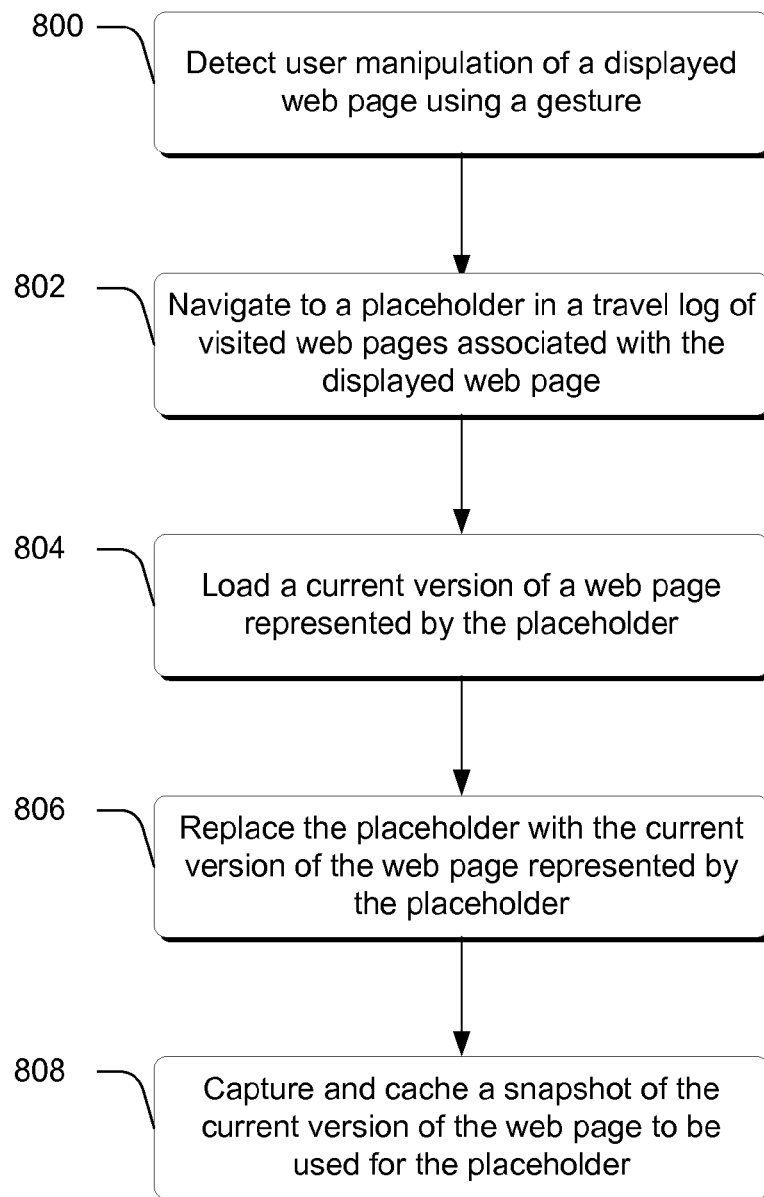 800
Detect user manipulation of a displayed
web page using a gesture
802
Navigate to a placeholder in a travel log of
visited web pages associated with the
displayed web page
804
Load a current version of a web page
represented by the placeholder
806
Replace the placeholder with the current
version of the web page represented by
the placeholder
808
Capture and cache a snapshot of the
current version of the web page to be
used for the placeholder